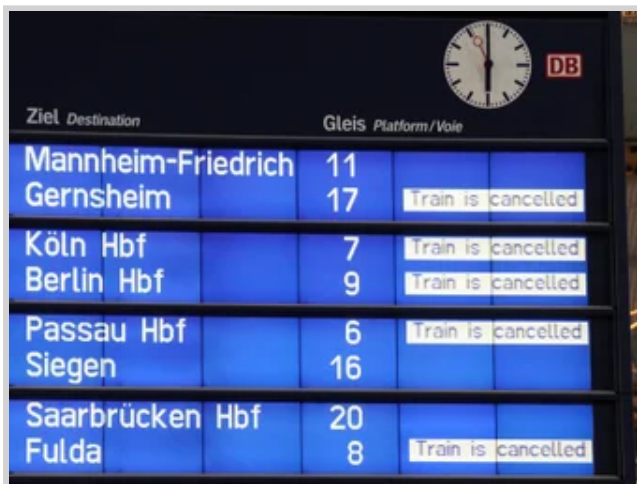 DB
Ziel Destination Gleis Platform/Voie
Mannheim-Friedrich 11
Gernsheim 17 Train is cancelled
Köln Hbf 7 Train is cancelled
Berlin Hbf 9 Train is cancelled
Passau Hbf 6 Train is cancelled
Siegen 16
Saarbrücken Hbf 20
Fulda 8 Train is cancelled